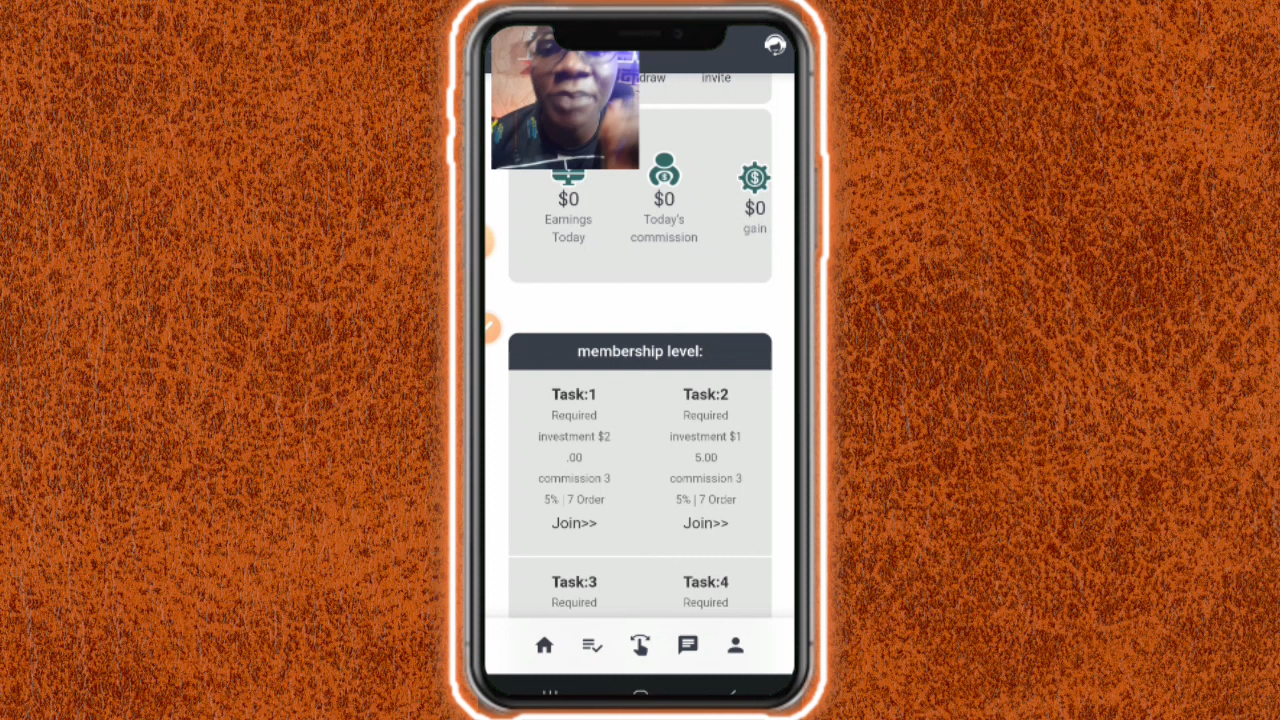 invite
$0
Earnings
Today
$0
Today's
commission
$0
gain
membership level:
Task:1
Required
investment $2
.00
commission 3
5% | 7 Order
Join>>
Task:2
Required
investment $1
5.00
commission 3
5% | 7 Order
Join>>
Task:3
Required
Task:4
Required